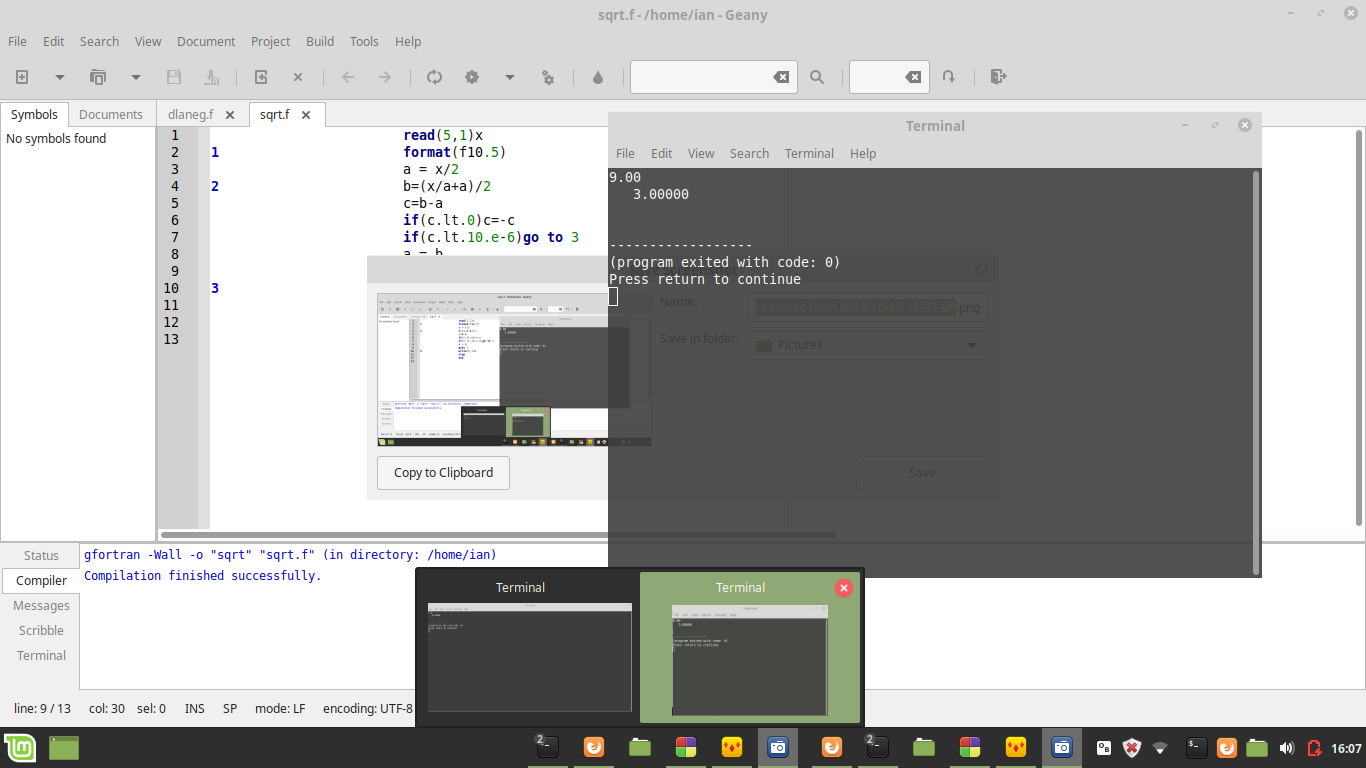 sqrt.f - /home/ian - Geany
File Edit Search View Document Project Build Tools Help
Symbols Documents
dlaneg.f sqrt.f
No symbols found
1 read(5,1)x
2 1 format(f10.5)
3 a = x/2
4 2 b=(x/a+a)/2
5 c=b-a
6 if(c.lt.0)c=-c
7 if(c.lt.10.e-6)go to 3
8 a = b
9
10 3
11
12
13
Terminal
File Edit View Search Terminal Help
9.00
3.00000
------------------
(program exited with code: 0)
Press return to continue
Name:
.png
Save in folder: Pictures
Copy to Clipboard
Save
Status
Compiler
Messages
Scribble
Terminal
gfortran -Wall -o "sqrt" "sqrt.f" (in directory: /home/ian)
Compilation finished successfully.
Terminal
Terminal
line: 9 / 13 col: 30 sel: 0 INS SP mode: LF encoding: UTF-8
2
2
16:07